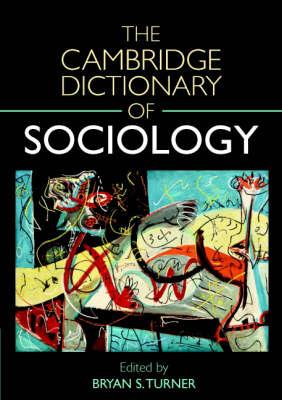 THE
CAMBRIDGE
DICTIONARY
OF
SOCIOLOGY
Edited by
BRYAN S. TURNER